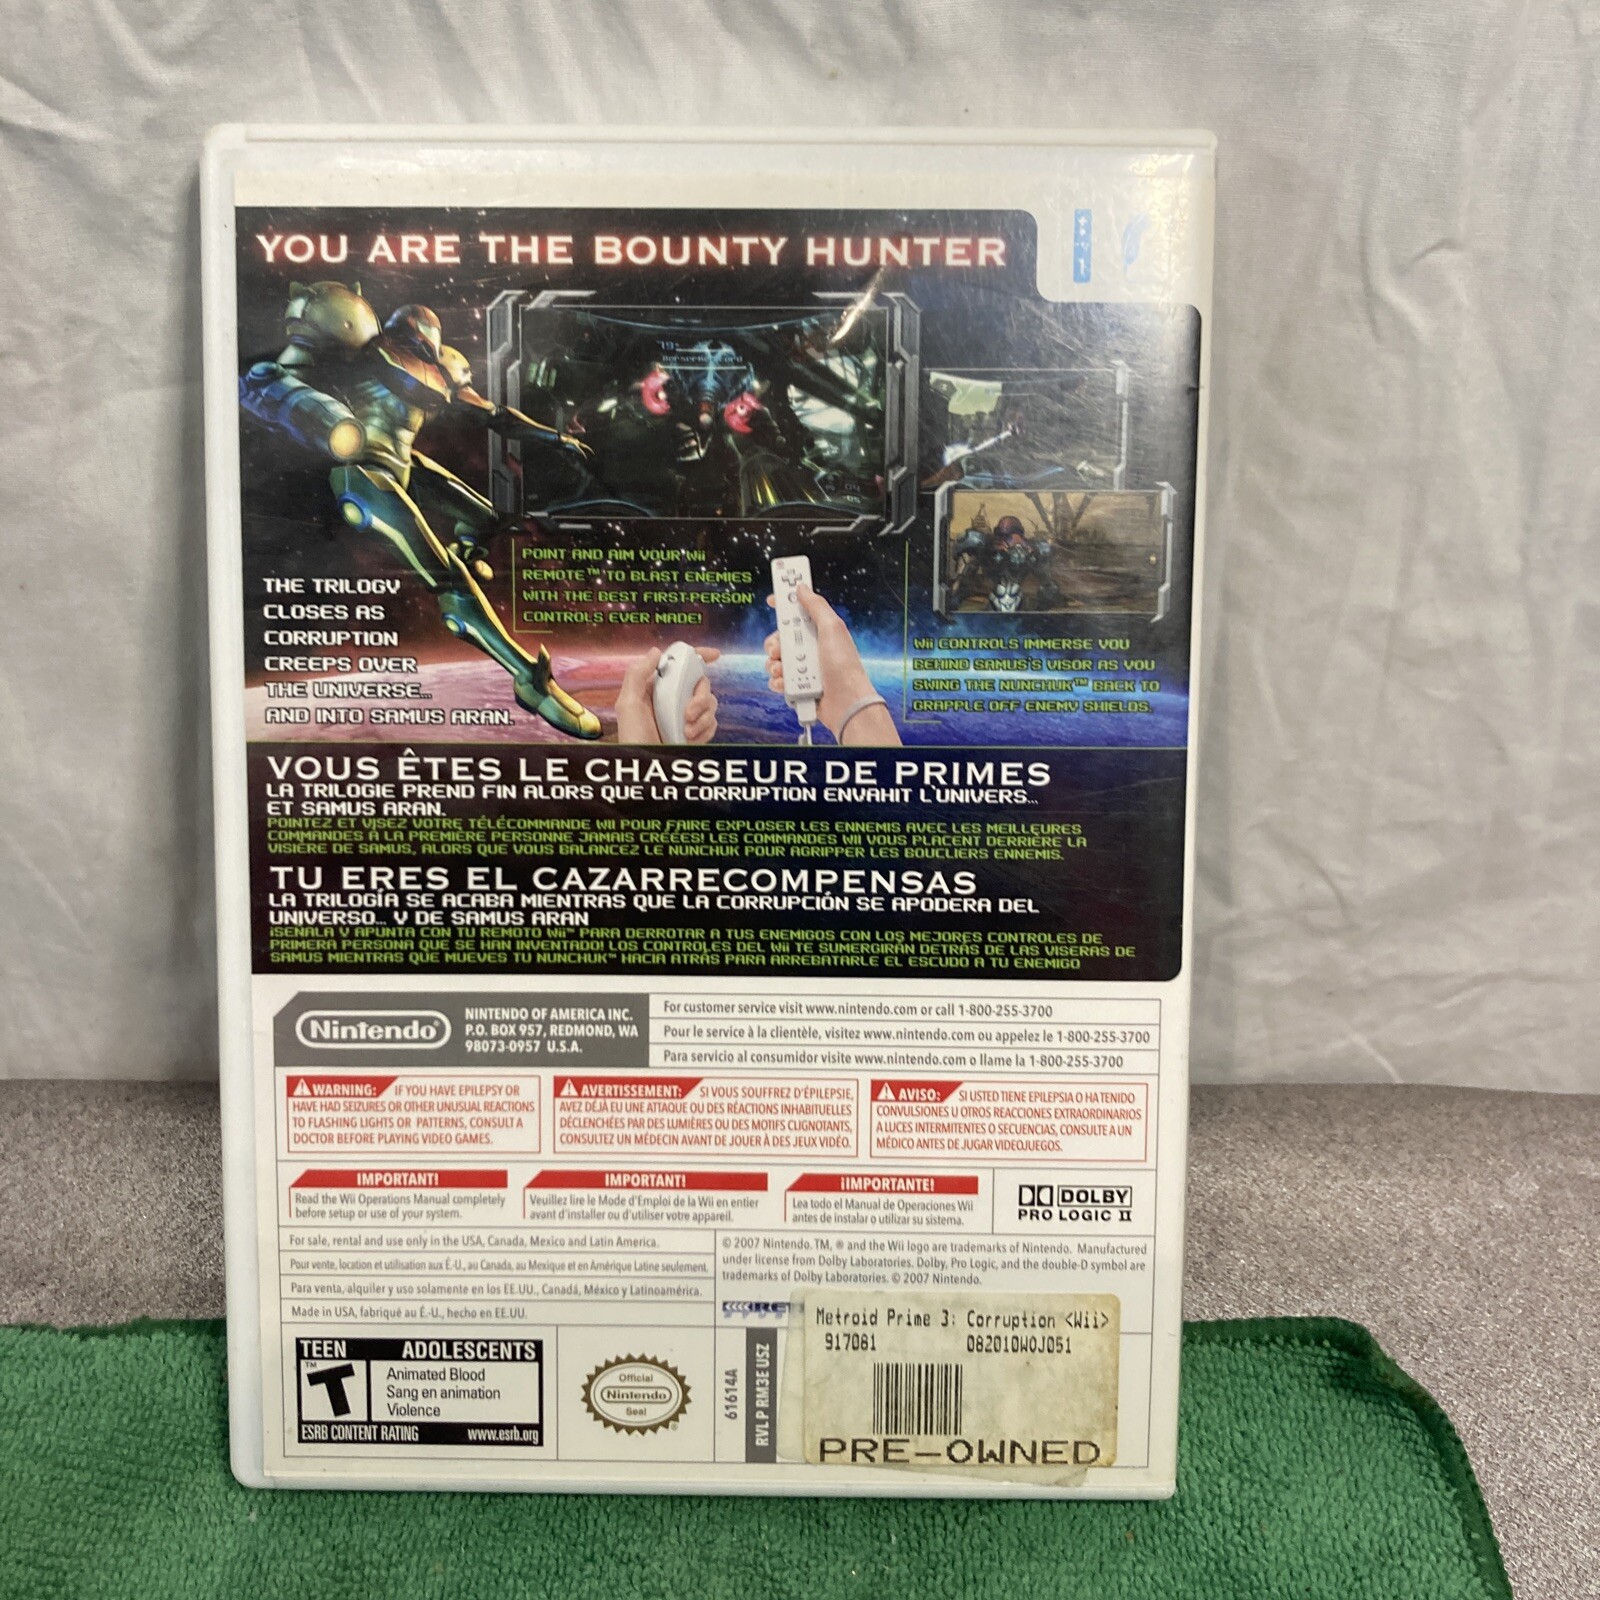 YOU ARE THE BOUNTY HUNTER
THE TRILOGY
CLOSES AS
CORRUPTION
CREEPS OVER
THE UNIVERSE...
AND INTO SAMUS ARAN.
POINT AND AIM YOUR Wii
REMOTE™ TO BLAST ENEMIES
WITH THE BEST FIRST-PERSON
CONTROLS EVER MADE!
Wii CONTROLS IMMERSE YOU
BEHIND SAMUS'S VISOR AS YOU
SWING THE NUNCHUK™ BACK TO
GRAPPLE OFF ENEMY SHIELDS.
VOUS ÊTES LE CHASSEUR DE PRIMES
LA TRILOGIE PREND FIN ALORS QUE LA CORRUPTION ENVAHIT L'UNIVERS...
ET SAMUS ARAN.
POINTEZ ET VISEZ VOTRE TÉLÉCOMMANDE WII POUR FAIRE EXPLOSER LES ENNEMIS AVEC LES MEILLEURES
COMMANDES À LA PREMIÈRE PERSONNE JAMAIS CRÉÉES! LES COMMANDES WII VOUS PLACENT DERRIÈRE LA
VISIÈRE DE SAMUS, ALORS QUE VOUS BALANCEZ LE NUNCHUK POUR AGRIPPER LES BOUCLIERS ENNEMIS.
TU ERES EL CAZARRECOMPENSAS
LA TRILOGÍA SE ACABA MIENTRAS QUE LA CORRUPCIÓN SE APODERA DEL
UNIVERSO... Y DE SAMUS ARAN
¡SENALA Y APUNTA CON TU REMOTO Wii™ PARA DERROTAR A TUS ENEMIGOS CON LOS MEJORES CONTROLES DE
PRIMERA PERSONA QUE SE HAN INVENTADO! LOS CONTROLES DEL Wii TE SUMERGIRÁN DETRÁS DE LAS VISERAS DE
SAMUS MIENTRAS QUE MUEVES TU NUNCHUK™ HACIA ATRÁS PARA ARREBATARLE EL ESCUDO A TU ENEMIGO
Nintendo®
NINTENDO OF AMERICA INC.
P.O. BOX 957, REDMOND, WA
98073-0957 U.S.A.
For customer service visit www.nintendo.com or call 1-800-255-3700
Pour le service à la clientèle, visitez www.nintendo.com ou appelez le 1-800-255-3700
Para servicio al consumidor visite www.nintendo.com o llame la 1-800-255-3700
WARNING: IF YOU HAVE EPILEPSY OR
HAVE HAD SEIZURES OR OTHER UNUSUAL REACTIONS
TO FLASHING LIGHTS OR PATTERNS, CONSULT A
DOCTOR BEFORE PLAYING VIDEO GAMES.
AVERTISSEMENT: SI VOUS SOUFFREZ D'ÉPILEPSIE,
AVEZ DÉJÀ EU UNE ATTAQUE OU DES RÉACTIONS INHABITUELLES
DÉCLENCHÉES PAR DES LUMIÈRES OU DES MOTIFS CLIGNOTANTS,
CONSULTEZ UN MÉDECIN AVANT DE JOUER À DES JEUX VIDÉO.
AVISO: SI USTED TIENE EPILEPSIA O HA TENIDO
CONVULSIONES U OTROS REACCIONES EXTRAORDINARIOS
A LUCES INTERMITENTES O SECUENCIAS, CONSULTE A UN
MÉDICO ANTES DE JUGAR VIDEOJUEGOS.
IMPORTANT!
Read the Wii Operations Manual completely
before setup or use of your system.
IMPORTANT!
Veuillez lire le Mode d'Emploi de la Wii en entier
avant d'installer ou d'utiliser votre appareil.
¡IMPORTANTE!
Lea todo el Manual de Operaciones Wii
antes de instalar o utilizar su sistema.
DOLBY
PRO LOGIC II
For sale, rental and use only in the USA, Canada, Mexico and Latin America.
Pour vente, location et utilisation aux É-U., au Canada, au Mexique et en Amérique Latine seulement.
Para venta, alquiler y uso solamente en los EE.UU., Canadá, México y Latinoamérica.
Made in USA, fabriqué au É.-U., hecho en EE.UU.
© 2007 Nintendo. TM, ® and the Wii logo are trademarks of Nintendo. Manufactured
under license from Dolby Laboratories. Dolby, Pro Logic, and the double-D symbol are
trademarks of Dolby Laboratories. © 2007 Nintendo.
TEEN ADOLESCENTS
T™
Animated Blood
Sang en animation
Violence
ESRB CONTENT RATING www.esrb.org
Official
Nintendo
Seal
61614A
RVL P RM3E USZ
Metroid Prime 3: Corruption <Wii>
917081 082010WOJ051
PRE-OWNED